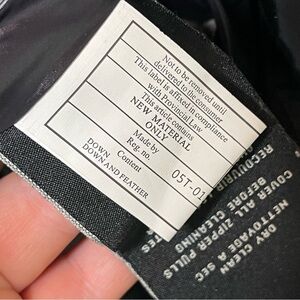 Not to be removed until
delivered to the consumer
This label is affixed in compliance
with Provincial Law
This article contains
NEW MATERIAL
ONLY
Made by
Reg. no. 05T-01
Content
DOWN
DOWN AND FEATHER
DRY CLEAN
COVER ALL ZIPPER PULLS
BEFORE CLEANING
NETTOYAGE A SEC
RECOUVRIR